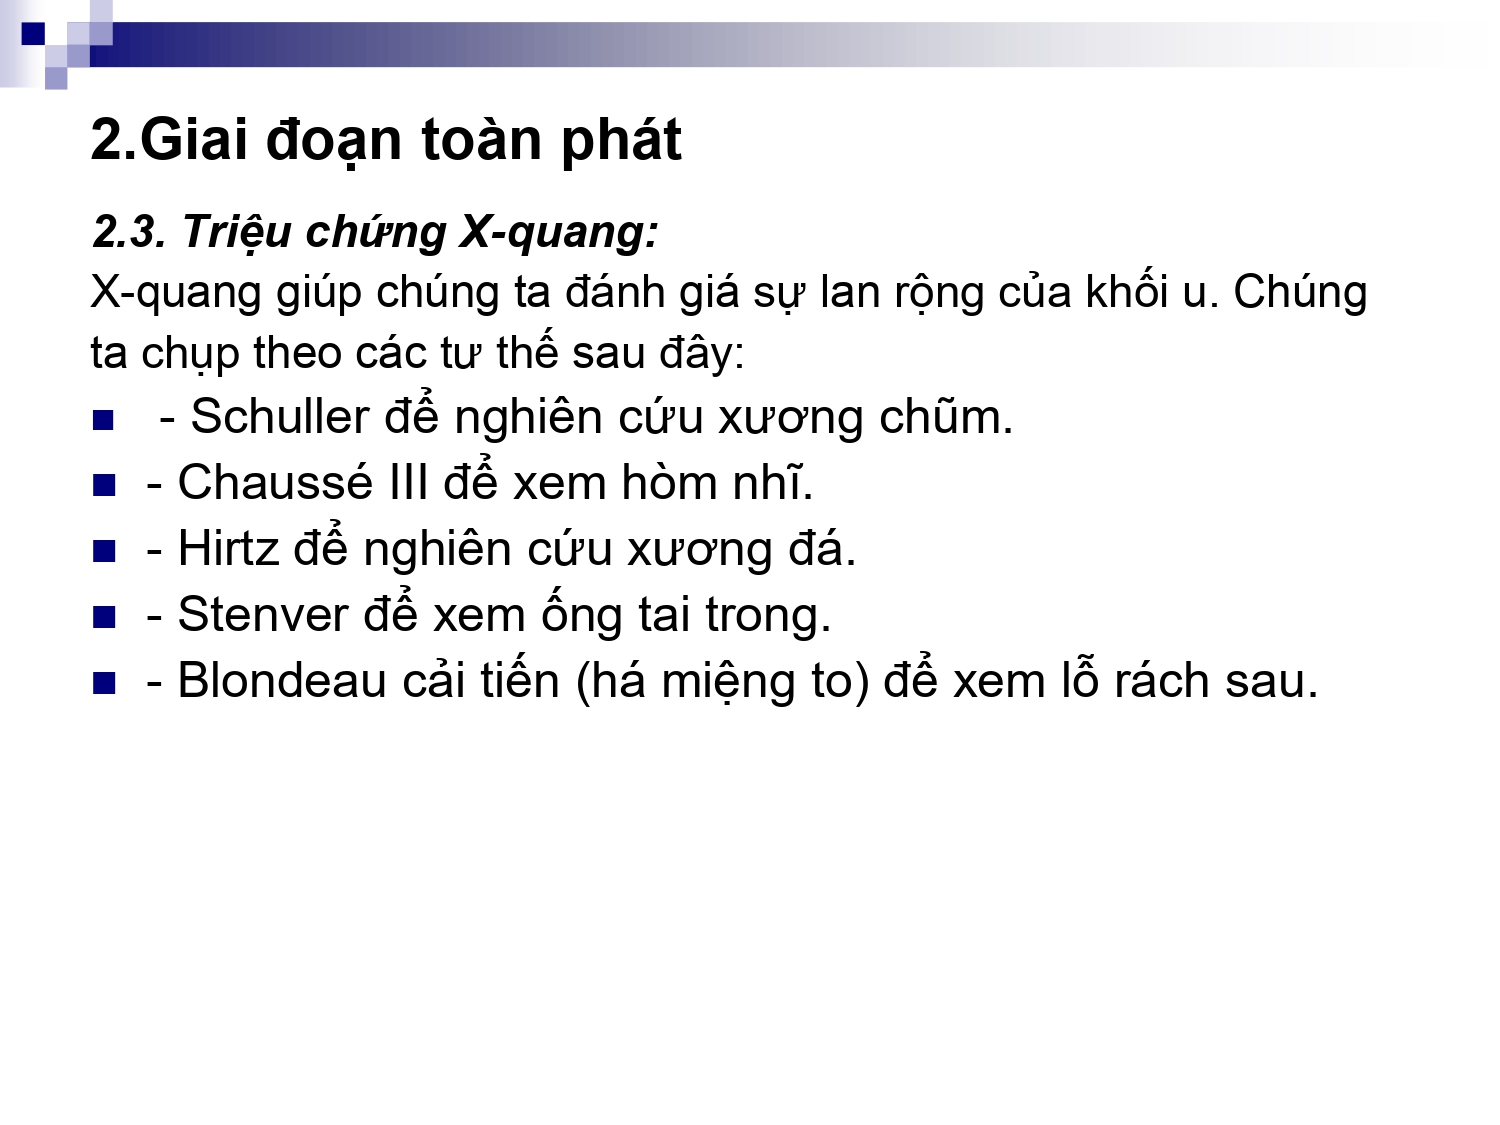 2.Giai đoạn toàn phát
2.3. Triệu chứng X-quang:
X-quang giúp chúng ta đánh giá sự lan rộng của khối u. Chúng
ta chụp theo các tư thế sau đây:
- Schuller để nghiên cứu xương chũm.
- Chaussé III để xem hòm nhĩ.
- Hirtz để nghiên cứu xương đá.
- Stenver để xem ống tai trong.
- Blondeau cải tiến (há miệng to) để xem lỗ rách sau.